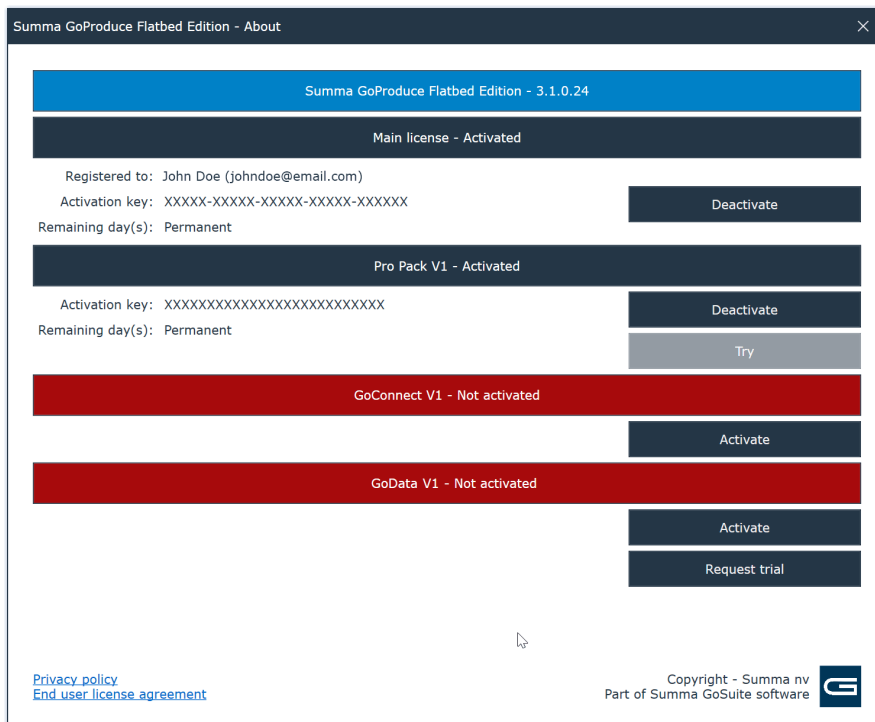 Summa GoProduce Flatbed Edition - About
Summa GoProduce Flatbed Edition - 3.1.0.24
Main license - Activated
Registered to: John Doe (johndoe@email.com)
Activation key: XXXXX-XXXXX-XXXXX-XXXXX-XXXXXX
Deactivate
Remaining day(s): Permanent
Pro Pack V1 - Activated
Activation key: XXXXXXXXXXXXXXXXXXXXXXXXXX
Deactivate
Remaining day(s): Permanent
Try
GoConnect V1 - Not activated
Activate
GoData V1 - Not activated
Activate
Request trial
Privacy policy
End user license agreement
Copyright - Summa nv
Part of Summa GoSuite software